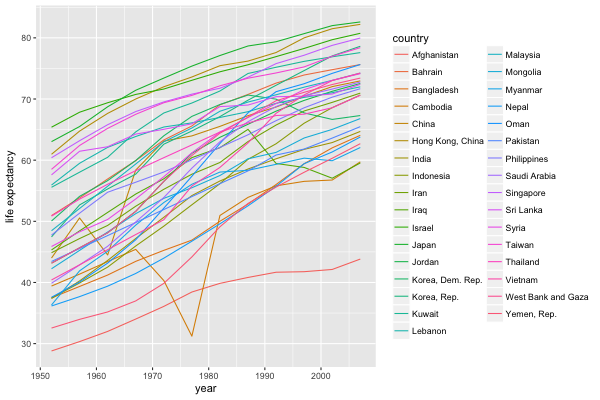 80
70
60
50
40
30
life expedancy
1950
1960
1970
1980
1990
2000
year
country
Afghanistan
Bahrain
Bangladesh
Cambodia
China
Hong Kong, China
India
Indonesia
Iran
Iraq
Israel
Japan
Jordan
Korea, Dem. Rep.
Korea, Rep.
Kuwait
Lebanon
Malaysia
Mongolia
Myanmar
Nepal
Oman
Pakistan
Philippines
Saudi Arabia
Singapore
Sri Lanka
Syria
Taiwan
Thailand
Vietnam
West Bank and Gaza
Yemen, Rep.